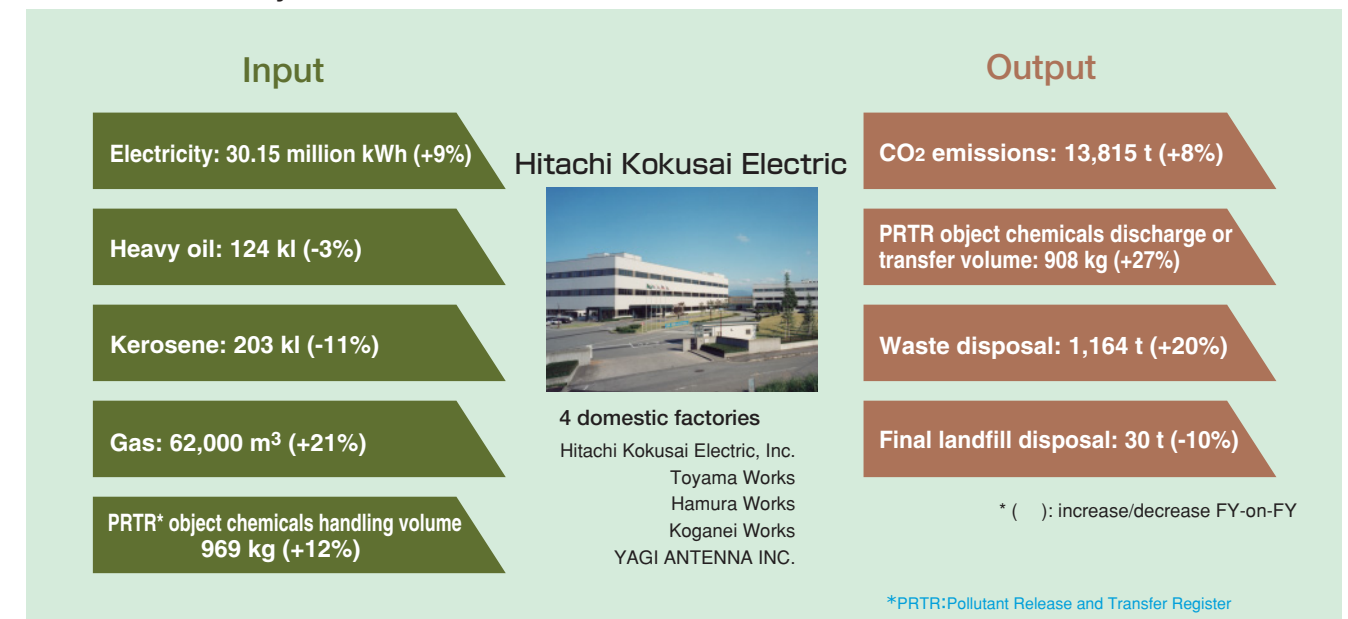 Input
Electricity: 30.15 million kWh (+9%)
Heavy oil: 124 kl (-3%)
Kerosene: 203 kl (-11%)
Gas: 62,000 m³ (+21%)
PRTR* object chemicals handling volume
969 kg (+12%)
Hitachi Kokusai Electric
4 domestic factories
Hitachi Kokusai Electric, Inc.
Toyama Works
Hamura Works
Koganei Works
YAGI ANTENNA INC.
Output
CO2 emissions: 13,815 t (+8%)
PRTR object chemicals discharge or
transfer volume: 908 kg (+27%)
Waste disposal: 1,164 t (+20%)
Final landfill disposal: 30 t (-10%)
* ( ): increase/decrease FY-on-FY
*PRTR:Pollutant Release and Transfer Register